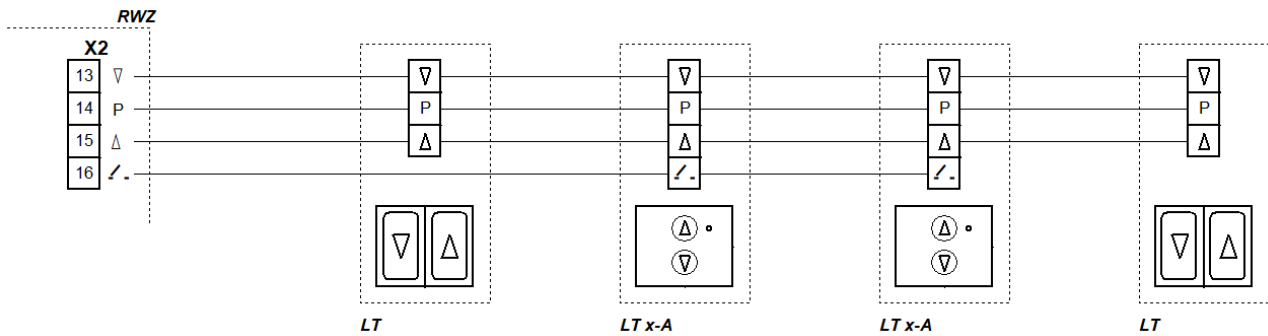 RWZ
X2
13 ▽ ▽ ▽ ▽ ▽
14 P P P P P
15 △ △ △ △ △
16
LT LT x-A LT x-A LT